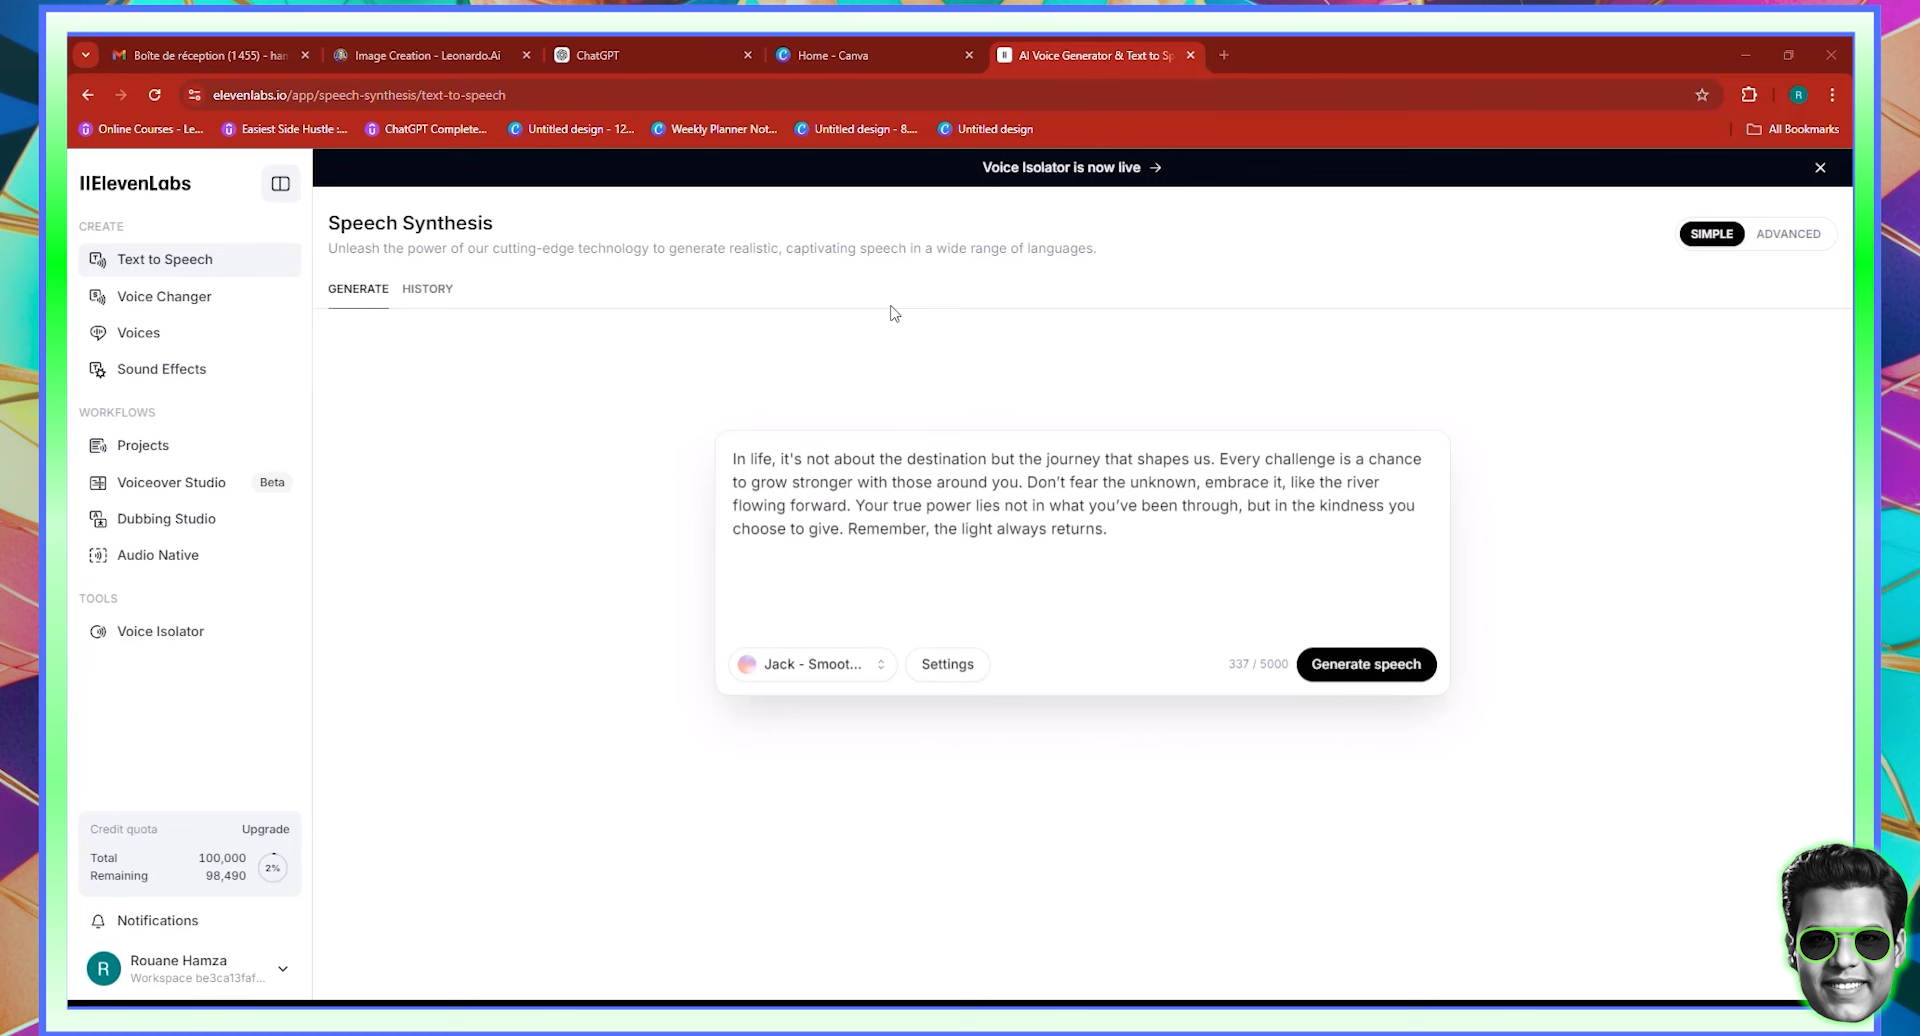 Boîte de réception (1 455) - han
Image Creation - Leonardo.Ai
ChatGPT
Home - Canva
AI Voice Generator & Text to Sp
elevenlabs.io/app/speech-synthesis/text-to-speech
R
Online Courses - Le...
Easiest Side Hustle :...
ChatGPT Complete...
Untitled design - 12...
Weekly Planner Not...
Untitled design - 8....
Untitled design
All Bookmarks
Voice Isolator is now live →
IIElevenLabs
CREATE
Text to Speech
Voice Changer
Voices
Sound Effects
WORKFLOWS
Projects
Voiceover Studio Beta
Dubbing Studio
Audio Native
TOOLS
Voice Isolator
Credit quota Upgrade
Total 100,000
Remaining 98,490
2%
Notifications
R
Rouane Hamza
Workspace be3ca13faf...
Speech Synthesis
Unleash the power of our cutting-edge technology to generate realistic, captivating speech in a wide range of languages.
SIMPLE ADVANCED
GENERATE HISTORY
In life, it's not about the destination but the journey that shapes us. Every challenge is a chance
to grow stronger with those around you. Don't fear the unknown, embrace it, like the river
flowing forward. Your true power lies not in what you've been through, but in the kindness you
choose to give. Remember, the light always returns.
Jack - Smoot... Settings 337 / 5000 Generate speech